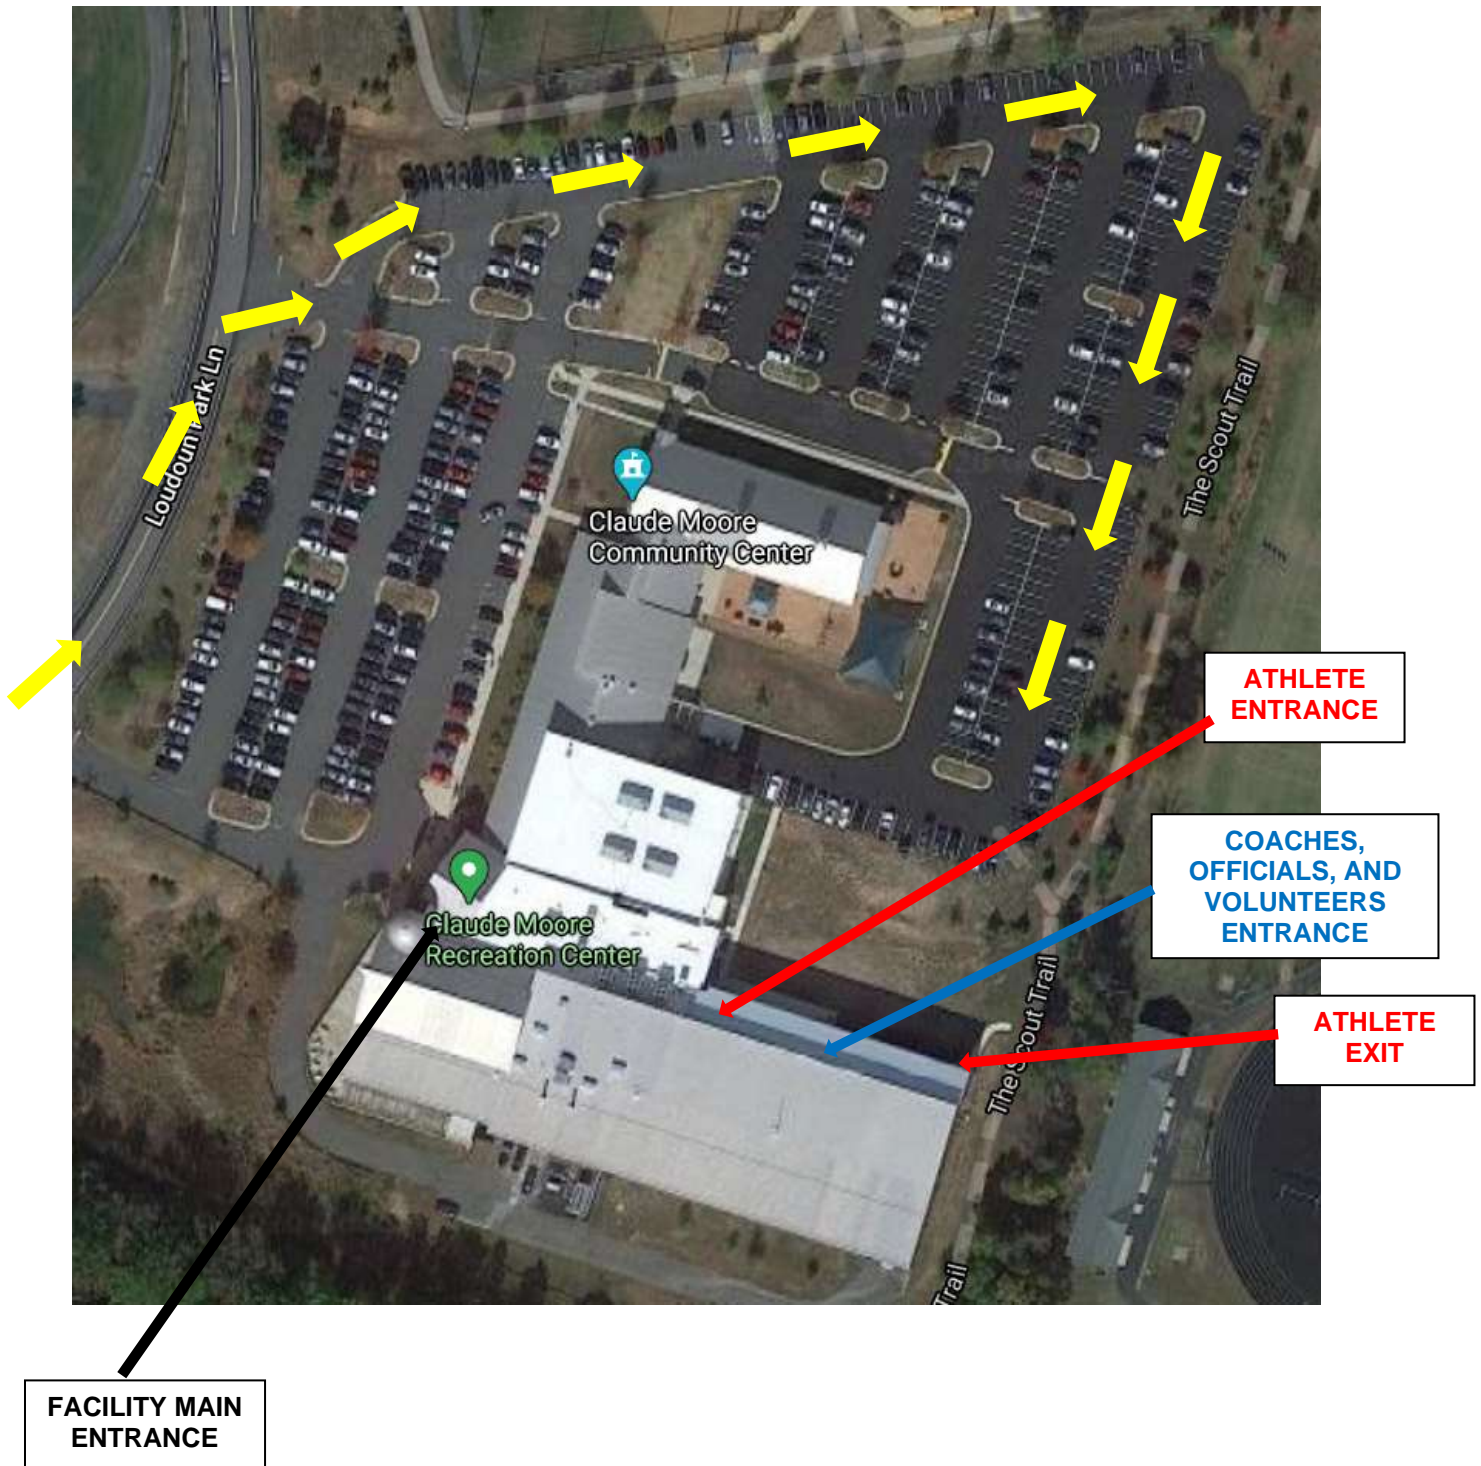 Loudoun Park Ln
The Scout Trail
Claude Moore
Community Center
ATHLETE
ENTRANCE
COACHES,
OFFICIALS, AND
VOLUNTEERS
ENTRANCE
Claude Moore
Recreation Center
The Scout Trail
ATHLETE
EXIT
Trail
FACILITY MAIN
ENTRANCE